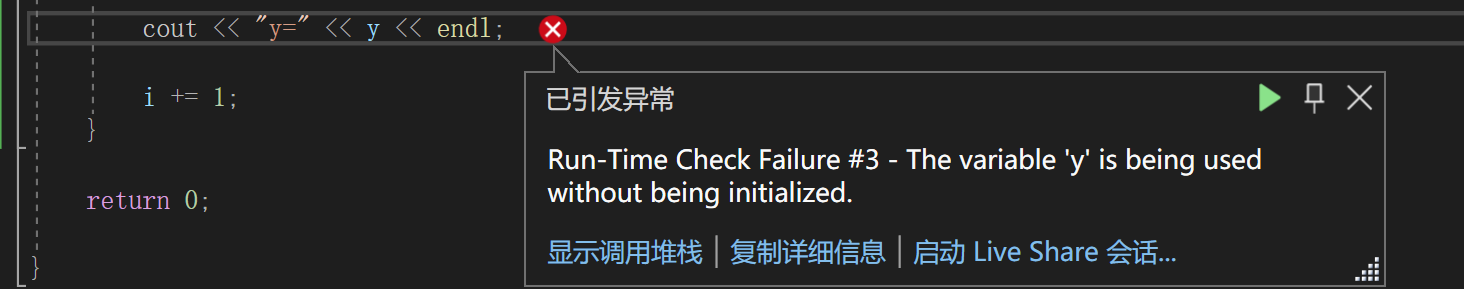 cout << "y=" << y << endl;
已引发异常
i += 1;
}
Run-Time Check Failure #3 - The variable 'y' is being used
without being initialized.
return 0;
显示调用堆栈 | 复制详细信息 | 启动 Live Share 会话...
}